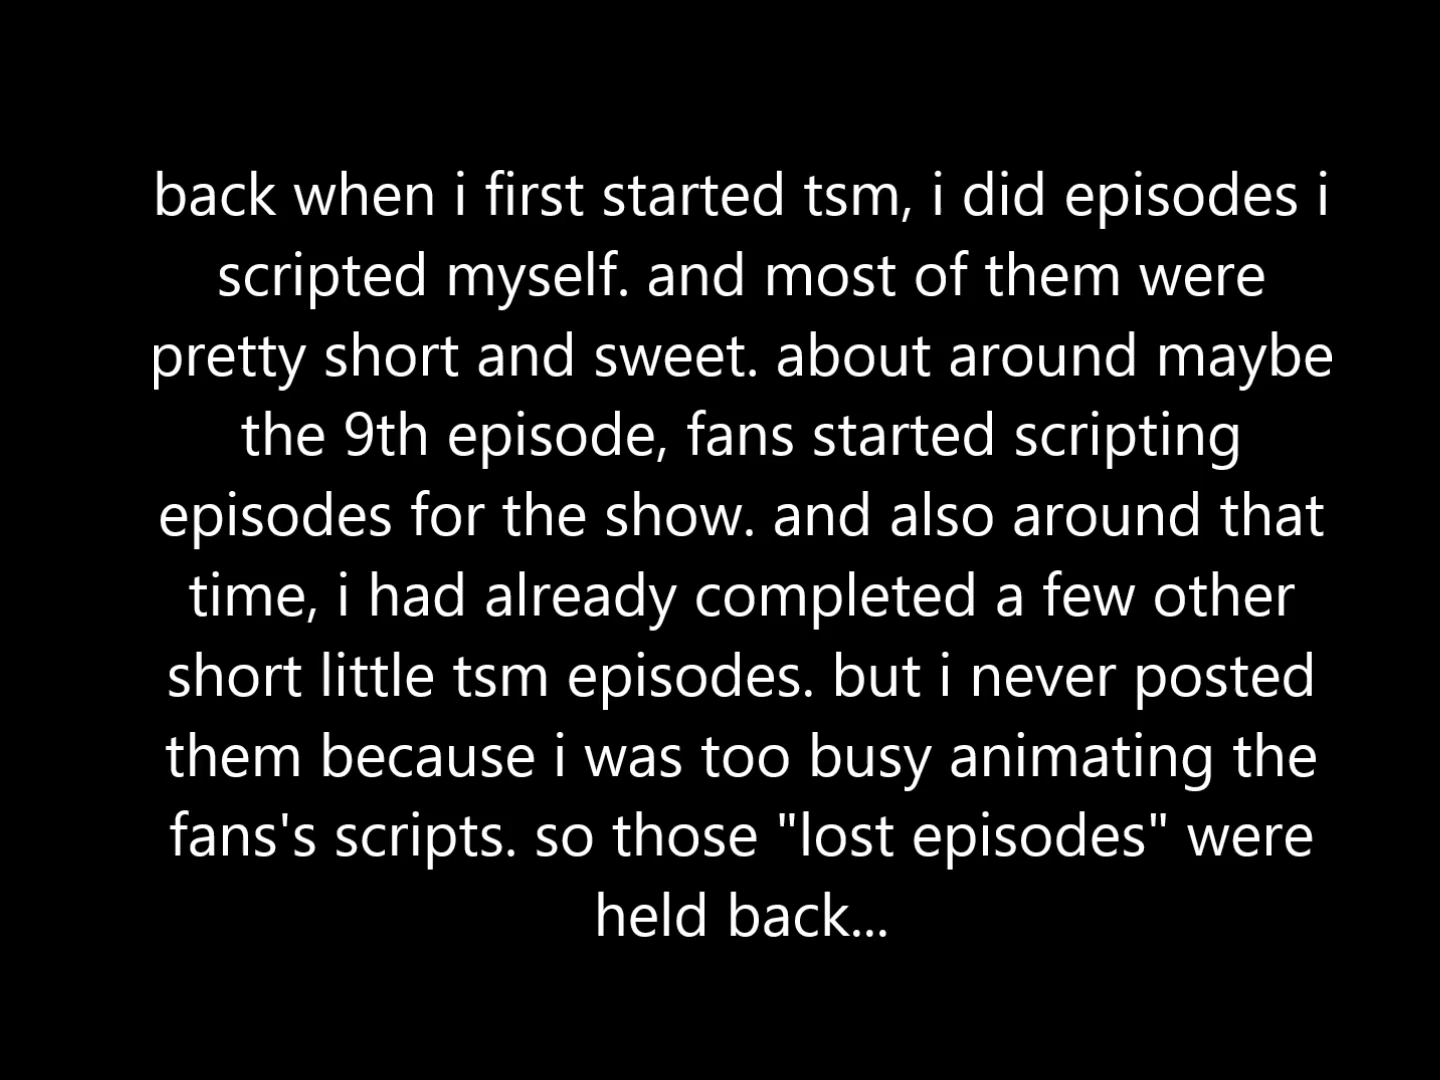 back when i first started tsm, i did episodes i
scripted myself. and most of them were
pretty short and sweet. about around maybe
the 9th episode, fans started scripting
episodes for the show. and also around that
time, i had already completed a few other
short little tsm episodes. but i never posted
them because i was too busy animating the
fans's scripts. so those "lost episodes" were
held back...